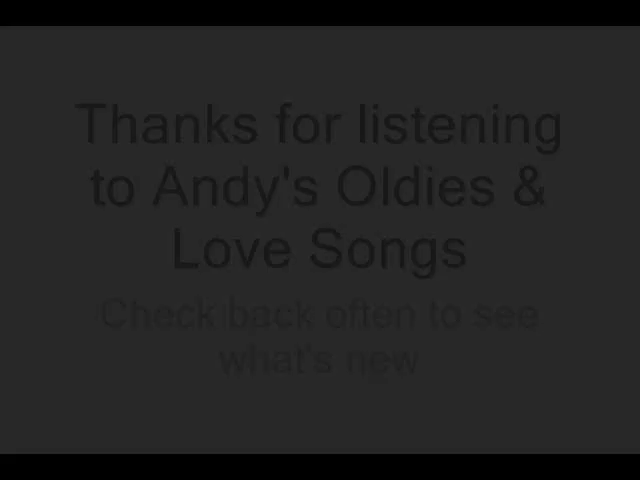 Thanks for listening
to Andy's Oldies &
Love Songs
Check back often to see
what's new